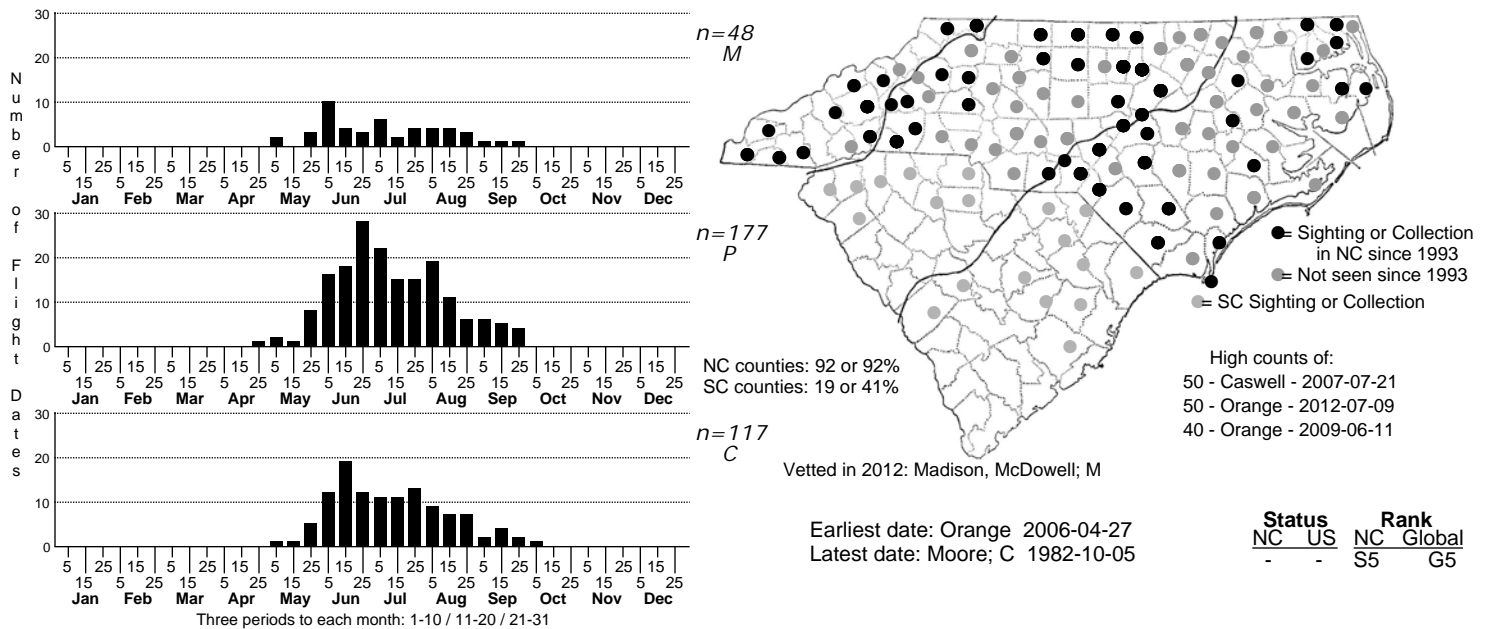 Number of Flight Dates
30
20
10
0
5 15 25 5 15 25 5 15 25 5 15 25 5 15 25 5 15 25 5 15 25 5 15 25 5 15 25 5 15 25 5 15 25 5 15 25
Jan Feb Mar Apr May Jun Jul Aug Sep Oct Nov Dec
n=48
M
30
20
10
0
5 15 25 5 15 25 5 15 25 5 15 25 5 15 25 5 15 25 5 15 25 5 15 25 5 15 25 5 15 25 5 15 25 5 15 25
Jan Feb Mar Apr May Jun Jul Aug Sep Oct Nov Dec
n=177
P
30
20
10
0
5 15 25 5 15 25 5 15 25 5 15 25 5 15 25 5 15 25 5 15 25 5 15 25 5 15 25 5 15 25 5 15 25 5 15 25
Jan Feb Mar Apr May Jun Jul Aug Sep Oct Nov Dec
n=117
C
Three periods to each month: 1-10 / 11-20 / 21-31
= Sighting or Collection
in NC since 1993
= Not seen since 1993
= SC Sighting or Collection
NC counties: 92 or 92%
SC counties: 19 or 41%
High counts of:
50 - Caswell - 2007-07-21
50 - Orange - 2012-07-09
40 - Orange - 2009-06-11
Vetted in 2012: Madison, McDowell; M
Earliest date: Orange 2006-04-27
Latest date: Moore; C 1982-10-05
Status Rank
NC US NC Global
- - S5 G5